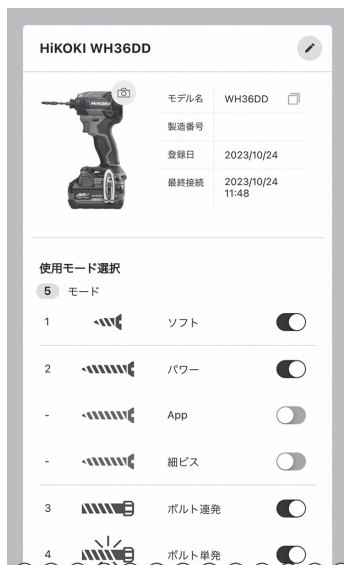 HiKOKI WH36DD
モデル名 WH36DD
製造番号
登録日 2023/10/24
最終接続 2023/10/24
11:48
HiKOKI
使用モード選択
5 モード
1 ソフト
2 パワー
- App
- 細ビス
3 ボルト連発
4 ボルト単発